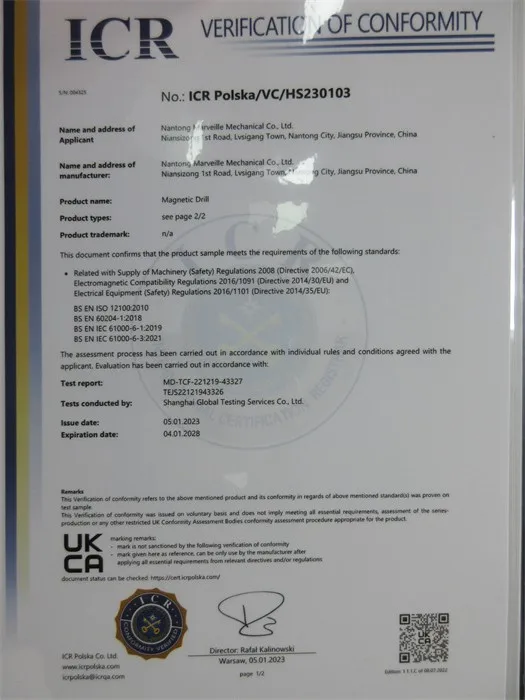 ICR
VERIFICATION OF CONFORMITY
No.: ICR Polska/VC/HS230103
Name and address of Applicant
Nantong Marveille Mechanical Co., Ltd.
Niansizong 1st Road, Lvsigang Town, Nantong City, Jiangsu Province, China
Name and address of manufacturer:
Nantong Marveille Mechanical Co., Ltd.
Niansizong 1st Road, Lvsigang Town, Nantong City, Jiangsu Province, China
Product name: Magnetic Drill
Product types: see page 2/2
Product trademark: n/a
This document confirms that the product sample meets the requirements of the following standards:
• Related with Supply of Machinery (Safety) Regulations 2008 (Directive 2006/42/EC),
Electromagnetic Compatibility Regulations 2016/1091 (Directive 2014/30/EU) and
Electrical Equipment (Safety) Regulations 2016/1101 (Directive 2014/35/EU):
BS EN ISO 12100:2010
BS EN 60204-1:2018
BS EN IEC 61000-6-1:2019
BS EN IEC 61000-6-3:2021
The assessment process has been carried out in accordance with individual rules and conditions agreed with the
applicant. Evaluation has been carried out in accordance with:
Test report: MD-TCF-221219-43327
TEJS22121943326
Tests conducted by: Shanghai Global Testing Services Co., Ltd.
Issue date: 05.01.2023
Expiration date: 04.01.2028
Remarks
This Verification of conformity refers to the above mentioned product and its conformity in regards of above mentioned standard(s) was proven on
test sample.
This Verification of conformity was issued on voluntary basis and does not imply meeting all essential requirements, assessment of the series-
production or any other restricted UK Conformity Assessment Bodies conformity assessment procedure appropriate for the product.
UK
CA
marking remarks:
- mark is not sanctioned by the following verification of conformity
- mark given here as reference, can be only use by the manufacturer after
applying all essential requirements from relevant directives and/or regulations
document status can be checked: https://cert.icrpolska.com/
ICR
CONFORMITY VERIFIED
ICR Polska Co. Ltd.
www.icrpolska.com
icrpolska@icrqa.com
Director: Rafał Kalinowski
Warsaw, 05.01.2023
page 1/2
UK
CA